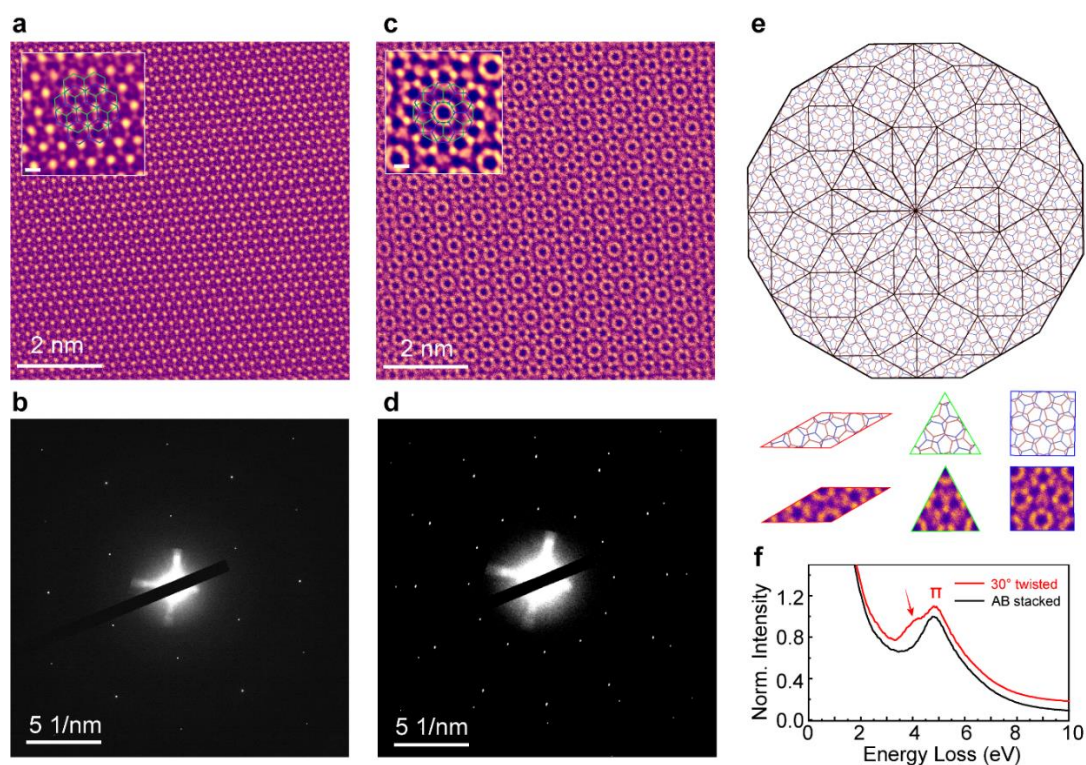 a
c
e
2 nm
2 nm
b
d
5 1/nm
5 1/nm
f
π
30° twisted
AB stacked
Norm. Intensity
1.2
0.8
0.4
0.0
2
4
6
8
10
Energy Loss (eV)